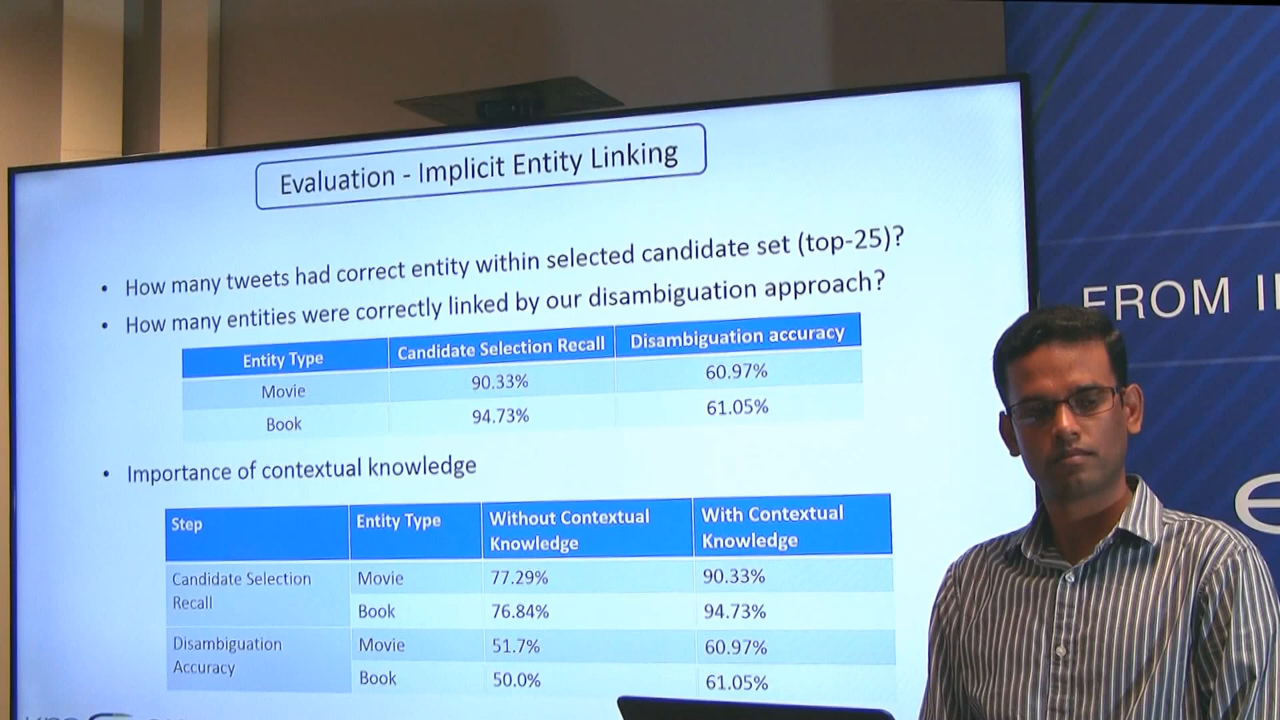 Evaluation - Implicit Entity Linking
• How many tweets had correct entity within selected candidate set (top-25)?
• How many entities were correctly linked by our disambiguation approach?
Entity Type Candidate Selection Recall Disambiguation accuracy
Movie 90.33% 60.97%
Book 94.73% 61.05%
• Importance of contextual knowledge
Step Entity Type Without Contextual Knowledge With Contextual Knowledge
Candidate Selection Recall Movie 77.29% 90.33%
Book 76.84% 94.73%
Disambiguation Accuracy Movie 51.7% 60.97%
Book 50.0% 61.05%
FROM